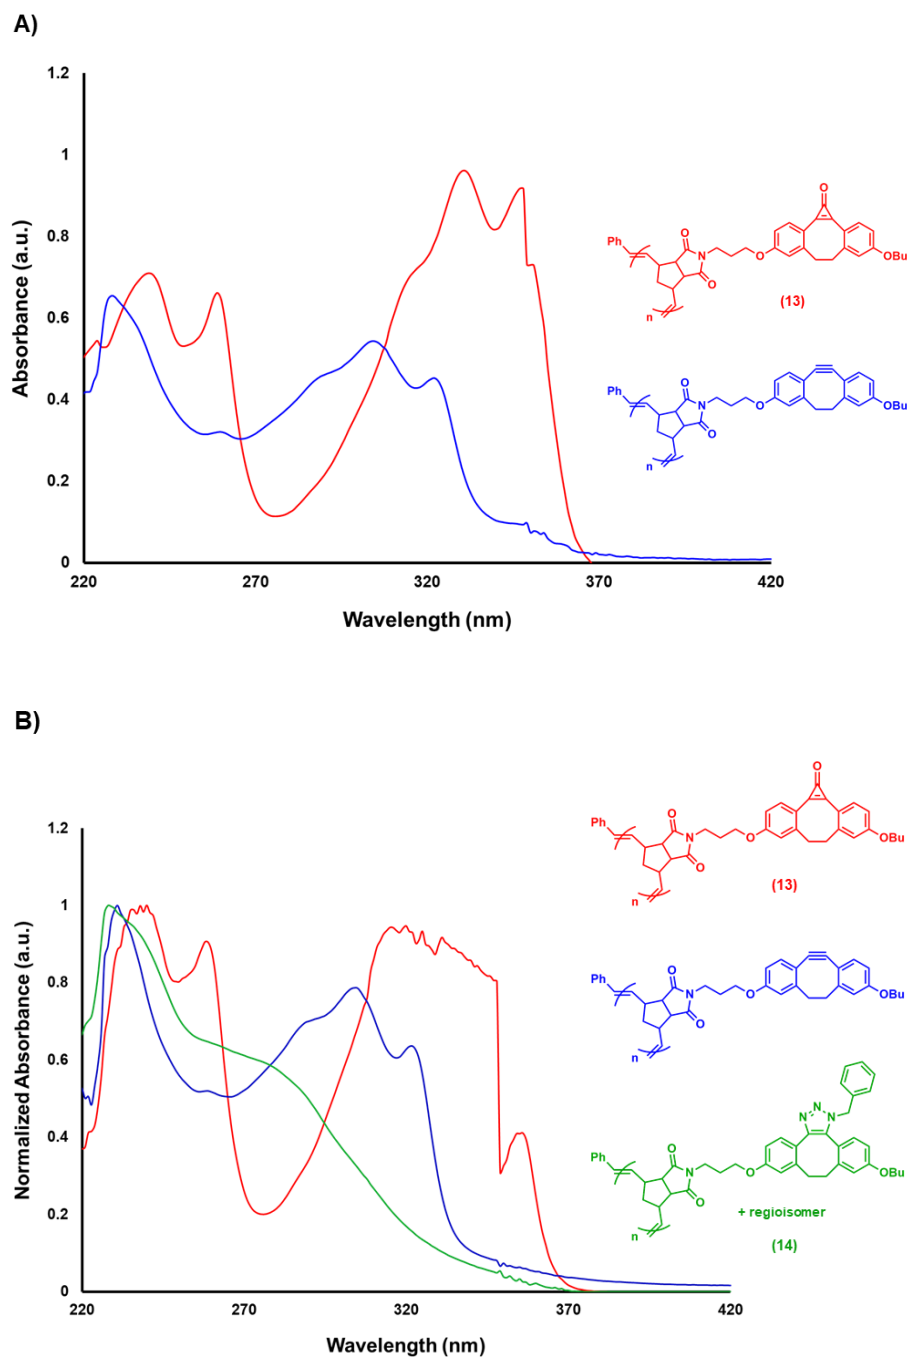 A)
1.2
1
0.8
0.6
0.4
0.2
0
Absorbance (a.u.)
220
270
320
370
420
Wavelength (nm)
O
Ph
O
N
O
O
OBu
n
(13)
Ph
O
N
O
O
OBu
n
B)
1.2
1
0.8
0.6
0.4
0.2
0
Normalized Absorbance (a.u.)
220
270
320
370
420
Wavelength (nm)
O
Ph
O
N
O
O
OBu
n
(13)
Ph
O
N
O
O
OBu
n
N
N
N
Ph
O
N
O
O
OBu
n
+ regioisomer
(14)